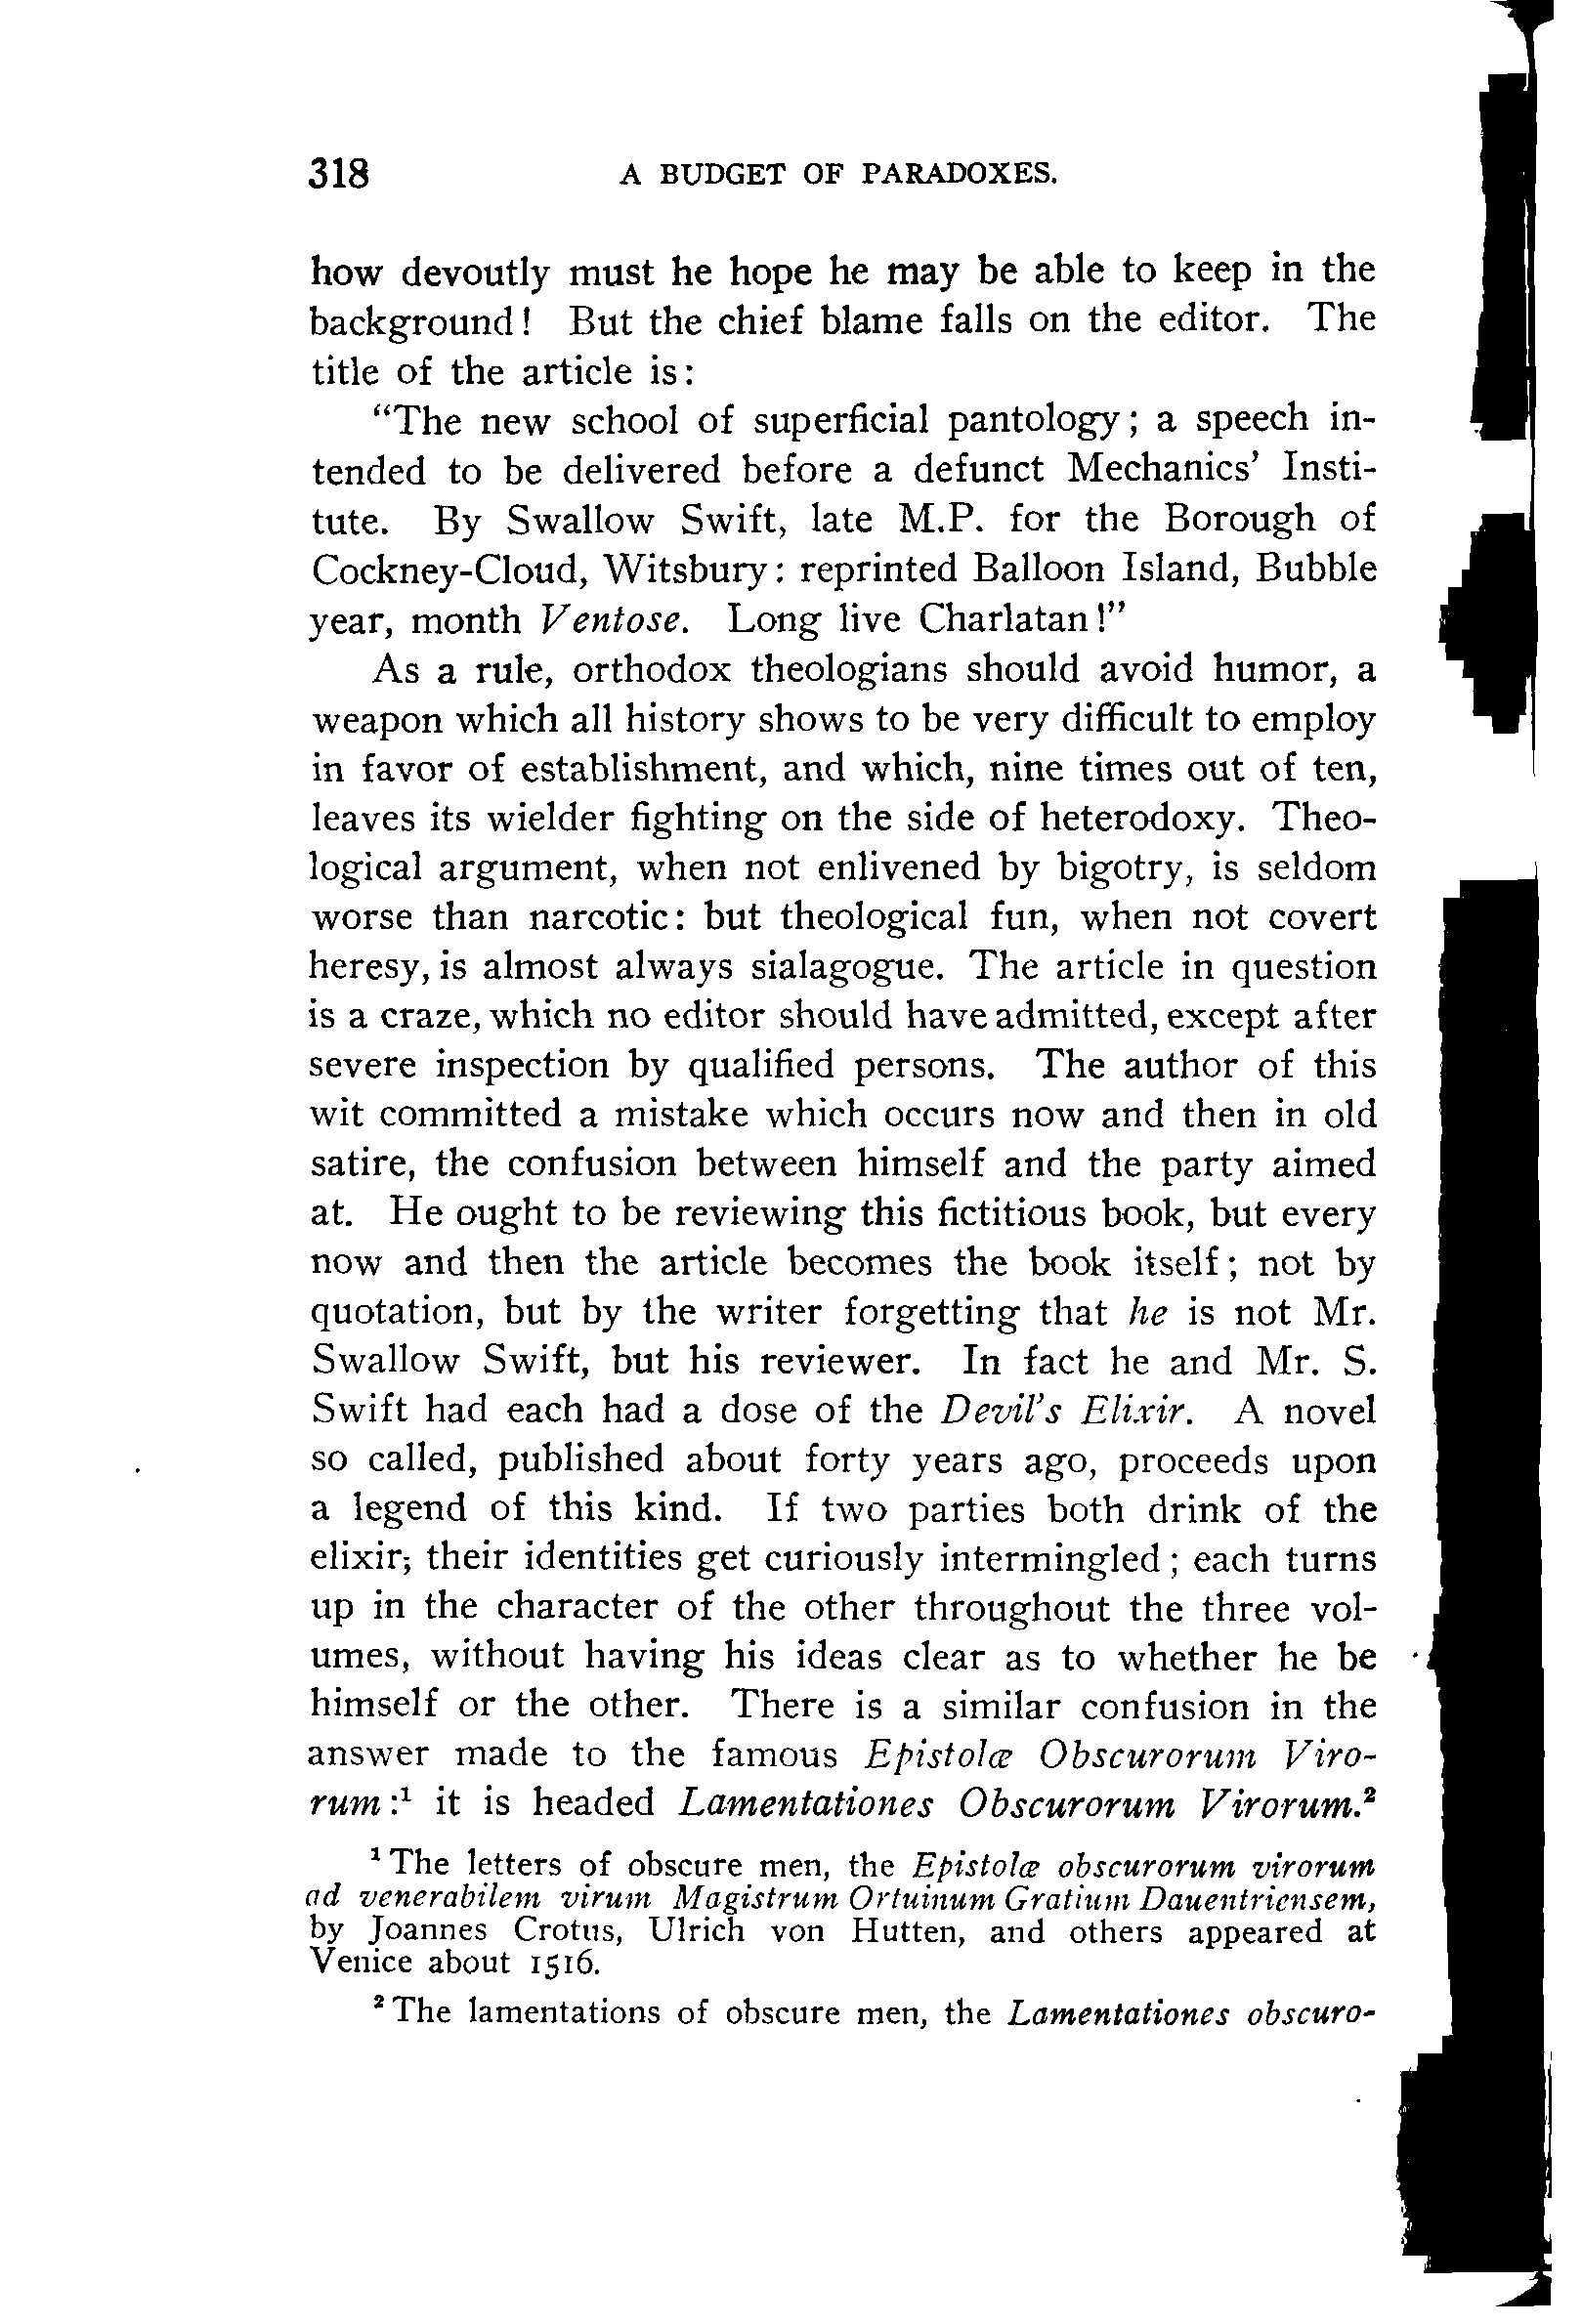 318 A BUDGET OF PARADOXES.
how devoutly must he hope he may be able to keep in the
background! But the chief blame falls on the editor. The
title of the article is:
“The new school of superficial pantology; a speech in-
tended to be delivered before a defunct Mechanics’ Insti-
tute. By Swallow Swift, late M.P. for the Borough of
Cockney-Cloud, Witsbury: reprinted Balloon Island, Bubble
year, month Ventose. Long live Charlatan!”
As a rule, orthodox theologians should avoid humor, a
weapon which all history shows to be very difficult to employ
in favor of establishment, and which, nine times out of ten,
leaves its wielder fighting on the side of heterodoxy. Theo-
logical argument, when not enlivened by bigotry, is seldom
worse than narcotic: but theological fun, when not covert
heresy, is almost always sialagogue. The article in question
is a craze, which no editor should have admitted, except after
severe inspection by qualified persons. The author of this
wit committed a mistake which occurs now and then in old
satire, the confusion between himself and the party aimed
at. He ought to be reviewing this fictitious book, but every
now and then the article becomes the book itself; not by
quotation, but by the writer forgetting that he is not Mr.
Swallow Swift, but his reviewer. In fact he and Mr. S.
Swift had each had a dose of the Devil’s Elixir. A novel
so called, published about forty years ago, proceeds upon
a legend of this kind. If two parties both drink of the
elixir, their identities get curiously intermingled; each turns
up in the character of the other throughout the three vol-
umes, without having his ideas clear as to whether he be
himself or the other. There is a similar confusion in the
answer made to the famous Epistolæ Obscurorum Viro-
rum:¹ it is headed Lamentationes Obscurorum Virorum.²
¹ The letters of obscure men, the Epistolæ obscurorum virorum
ad venerabilem virum Magistrum Ortuinum Gratium Dauentriensem,
by Joannes Crotus, Ulrich von Hutten, and others appeared at
Venice about 1516.
² The lamentations of obscure men, the Lamentationes obscuro-